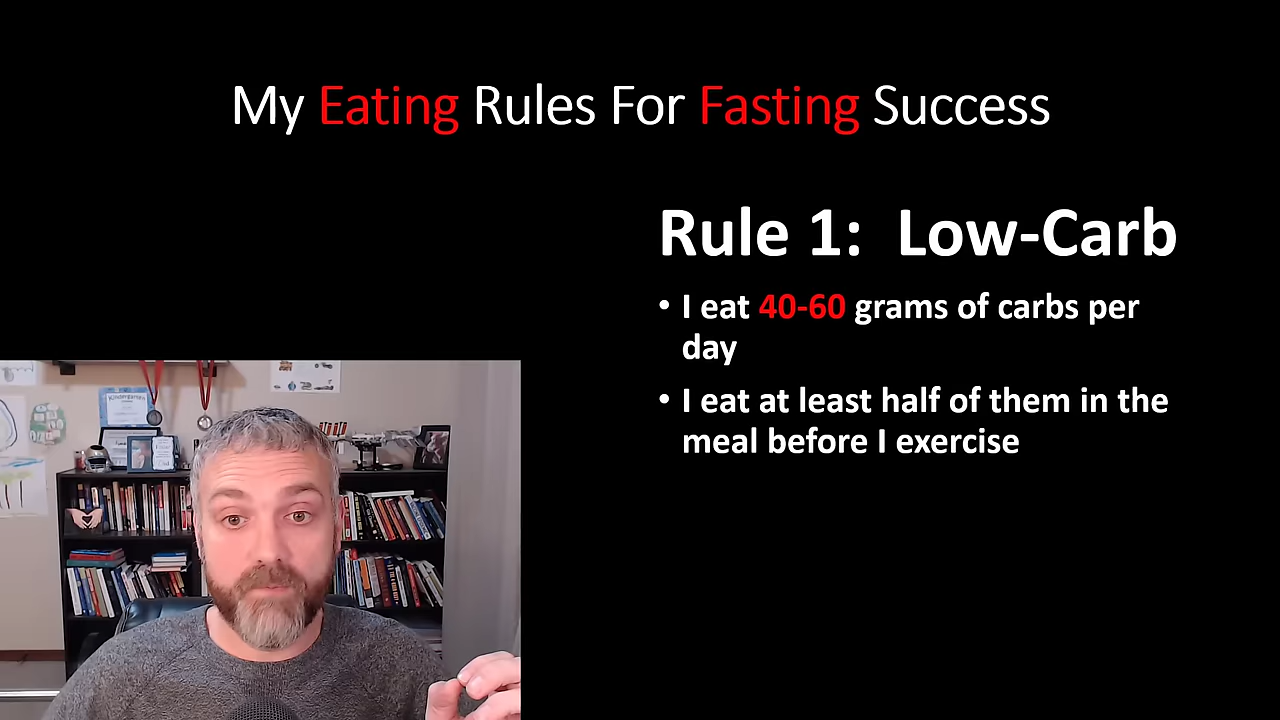 My Eating Rules For Fasting Success
Rule 1: Low-Carb
• I eat 40-60 grams of carbs per
day
• I eat at least half of them in the
meal before I exercise
Kindergarten